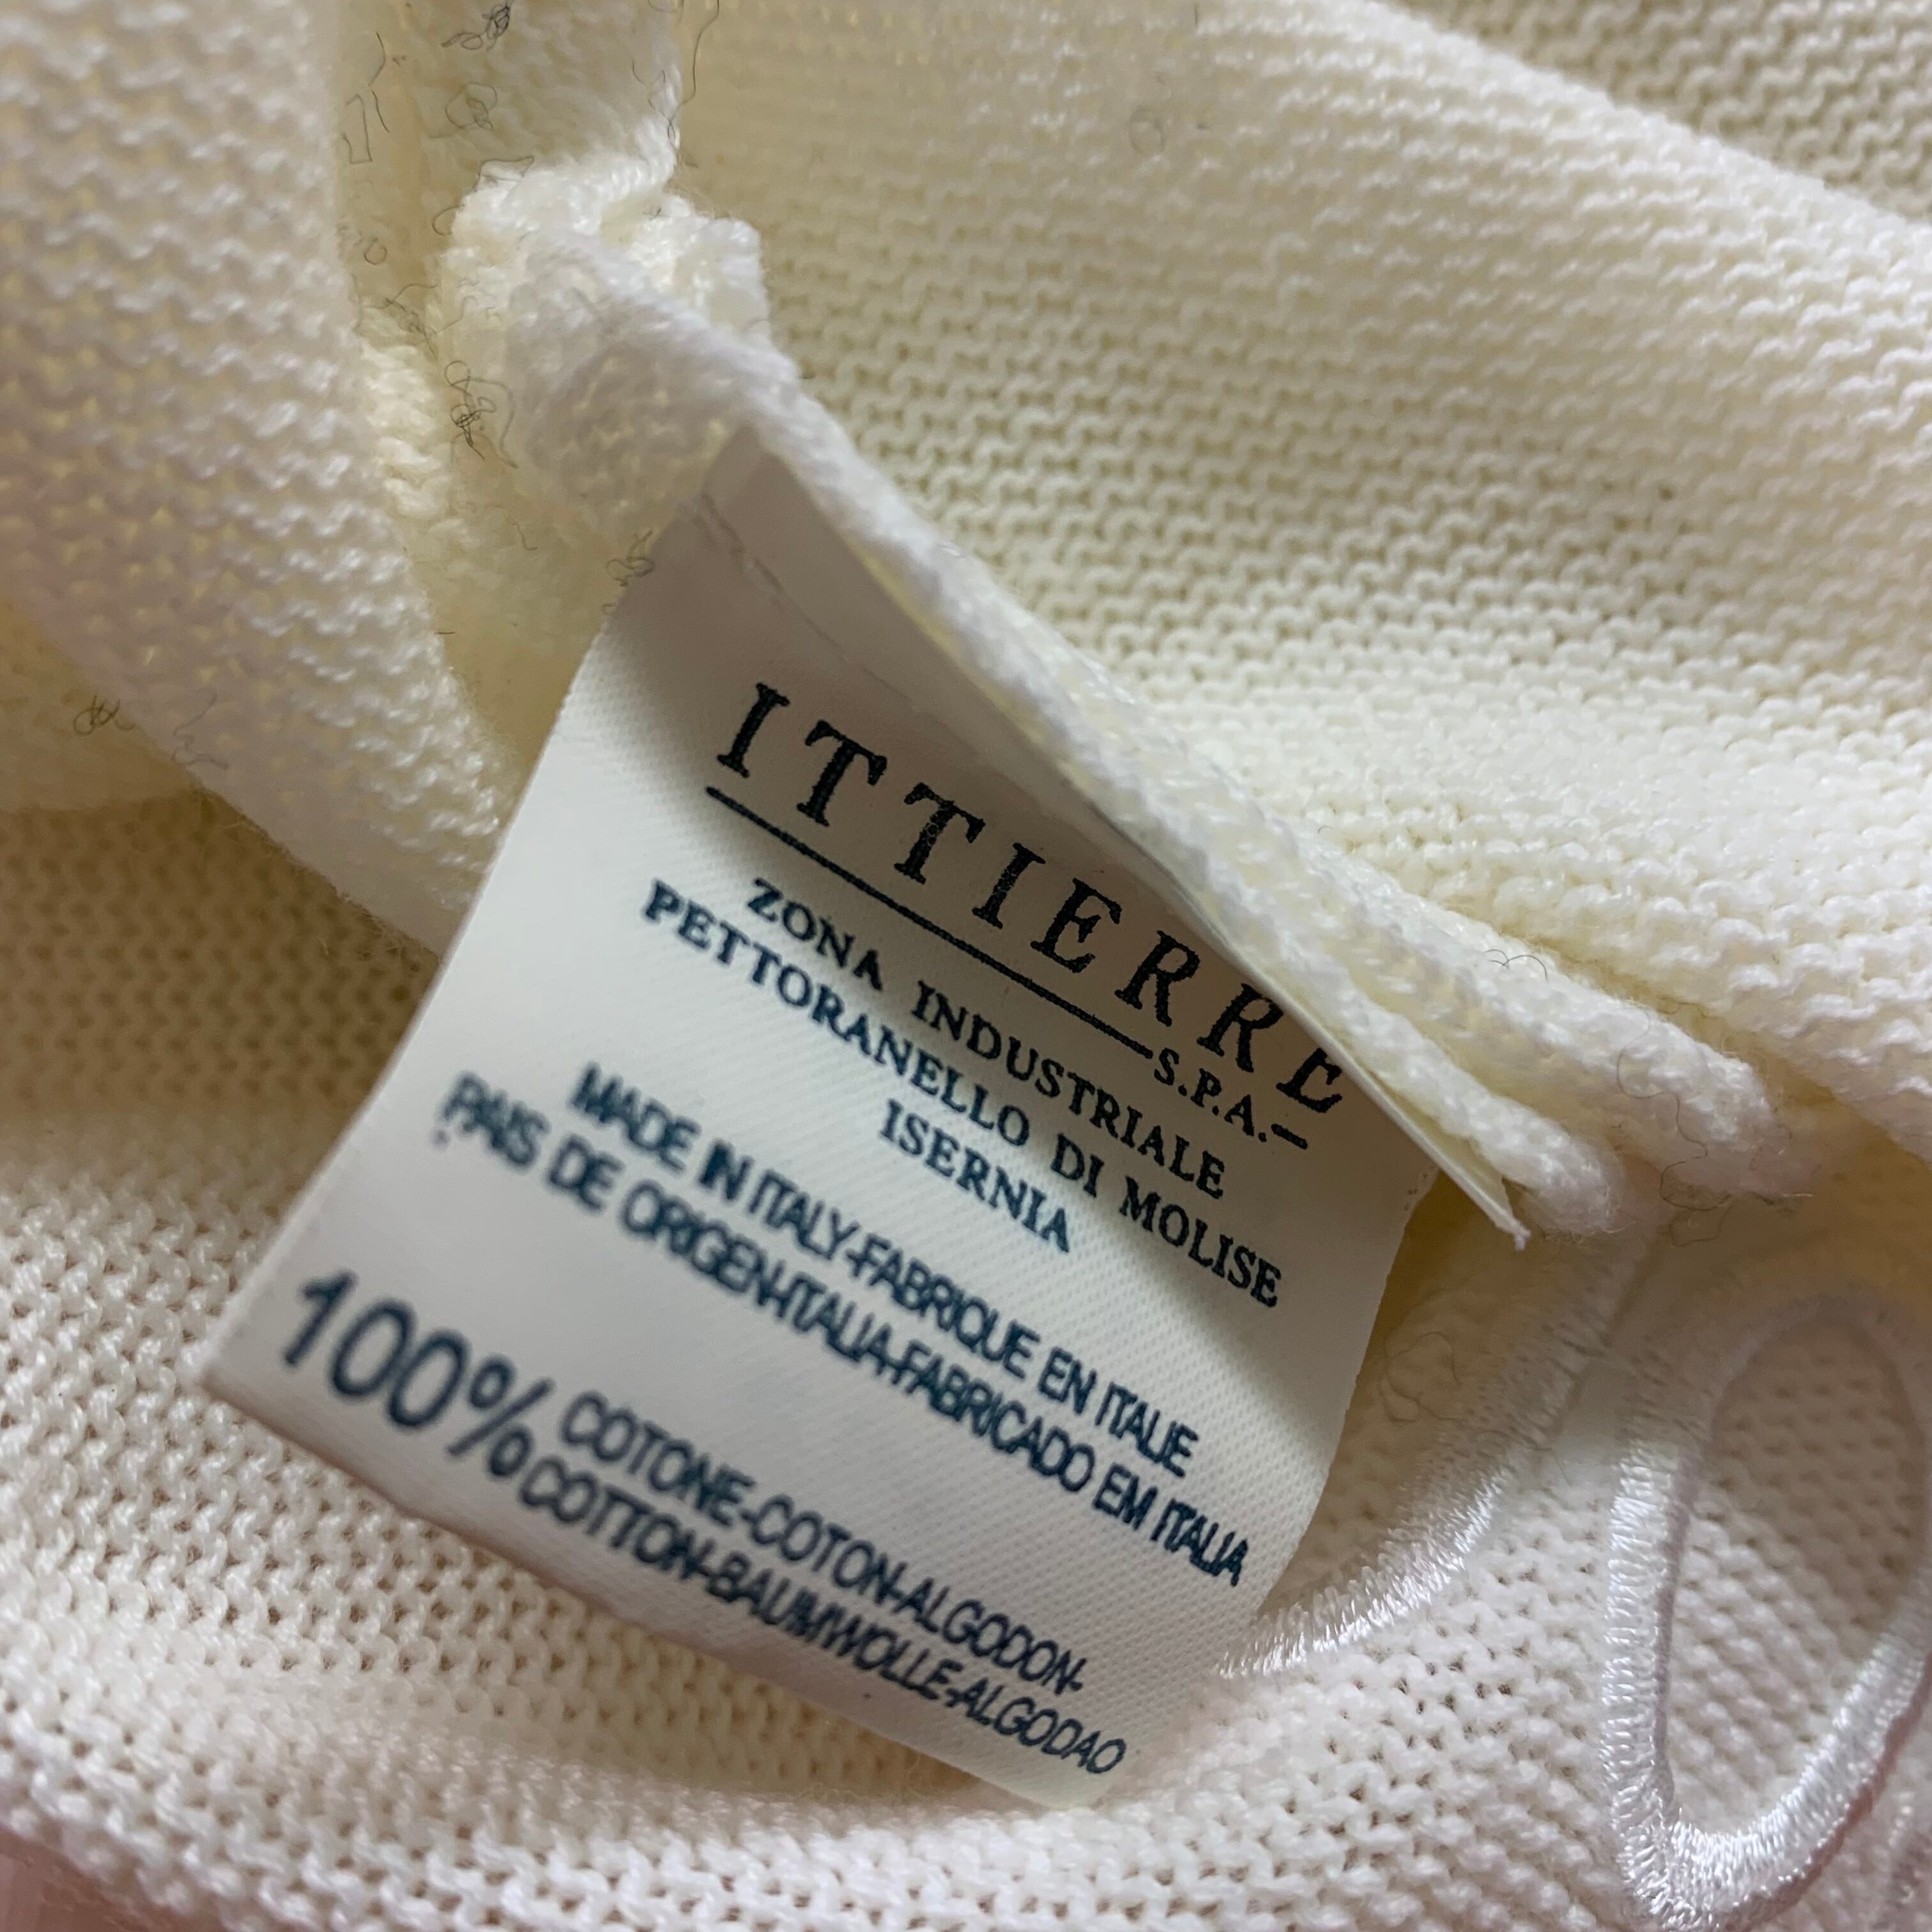 ITTIERRE
S.P.A.-
ZONA INDUSTRIALE
PETTORANELLO DI MOLISE
ISERNIA
MADE IN ITALY-FABRIQUE EN ITALIE
PAIS DE ORIGEN-ITALIA-FABRICADO EM ITALIA
100% COTONE-COTON-ALGODON-
COTTON-BAUMWOLLE-ALGODAO